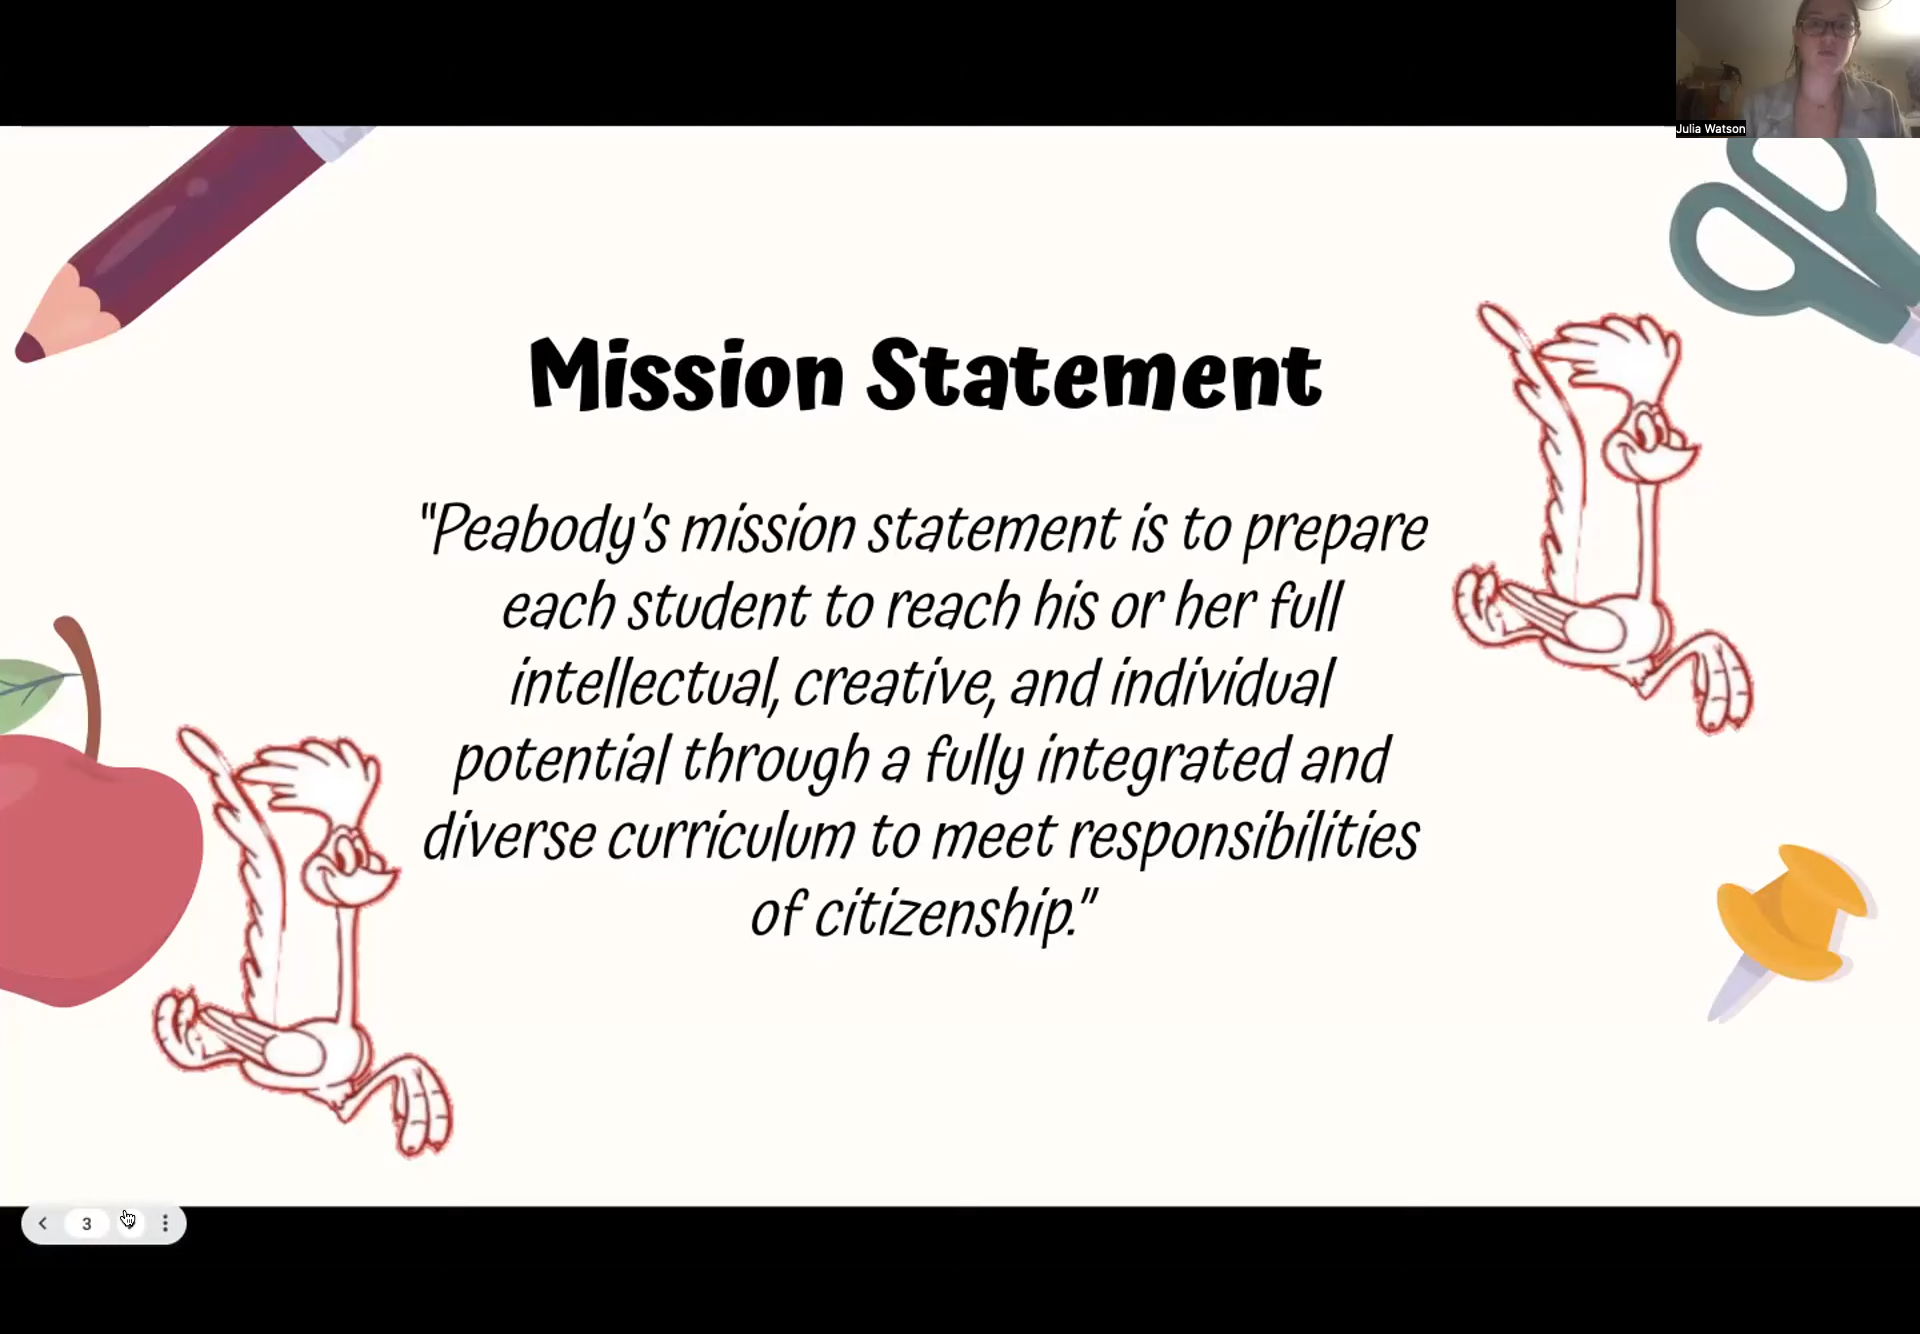 Julia Watson
Mission Statement
"Peabody's mission statement is to prepare
each student to reach his or her full
intellectual, creative, and individual
potential through a fully integrated and
diverse curriculum to meet responsibilities
of citizenship."
3